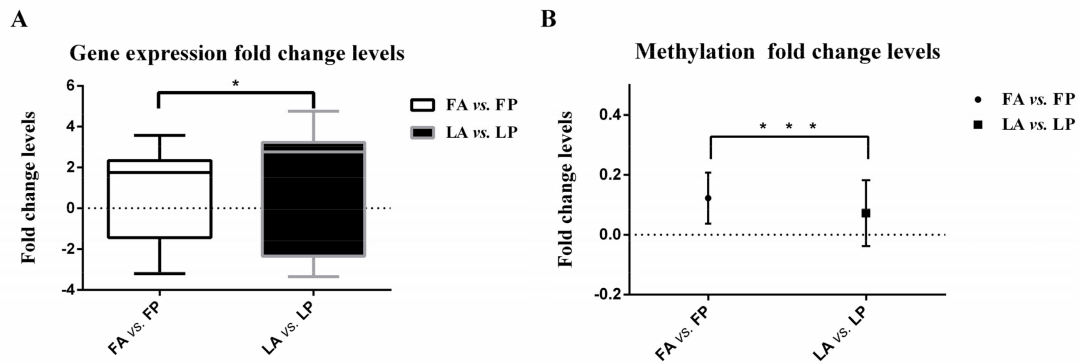 A
Gene expression fold change levels
Fold change levels
6
4
2
0
-2
-4
*
FA vs. FP
LA vs. LP
FA vs. FP
LA vs. LP
B
Methylation fold change levels
Fold change levels
0.4
0.2
0.0
-0.2
* * *
FA vs. FP
LA vs. LP
FA vs. FP
LA vs. LP